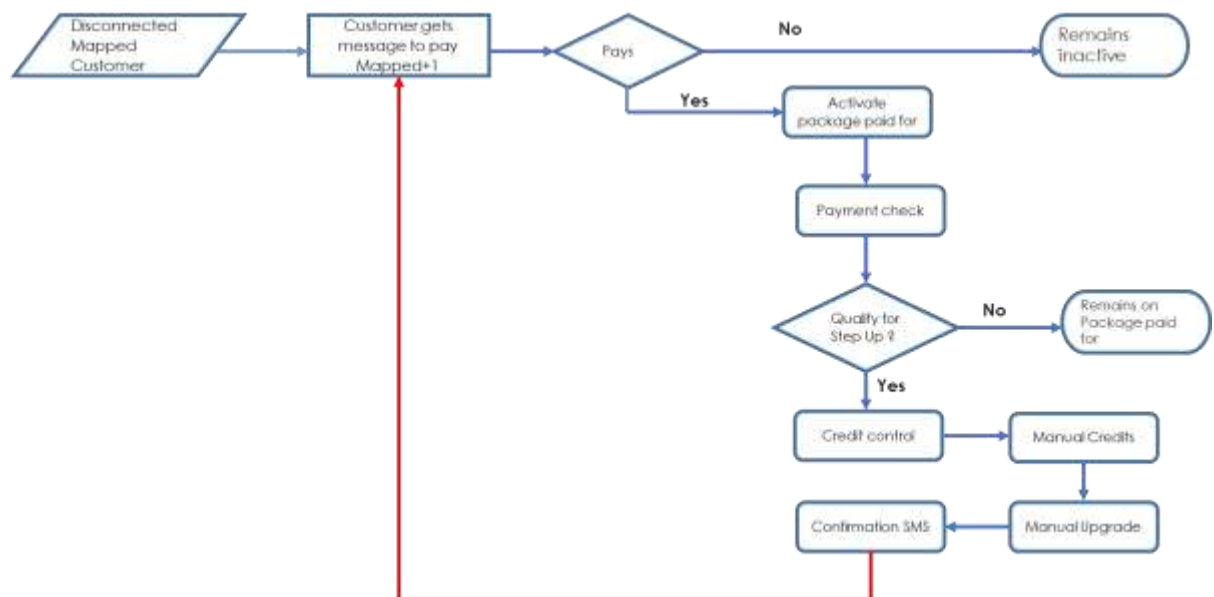 Disconnected
Mapped
Customer
Customer gets
message to pay
Mapped+1
Pays
No
Remains
inactive
Yes
Activate
package paid for
Payment check
Qualify for
Step Up ?
No
Remains on
Package paid
for
Yes
Credit control
Manual Credits
Confirmation SMS
Manual Upgrade